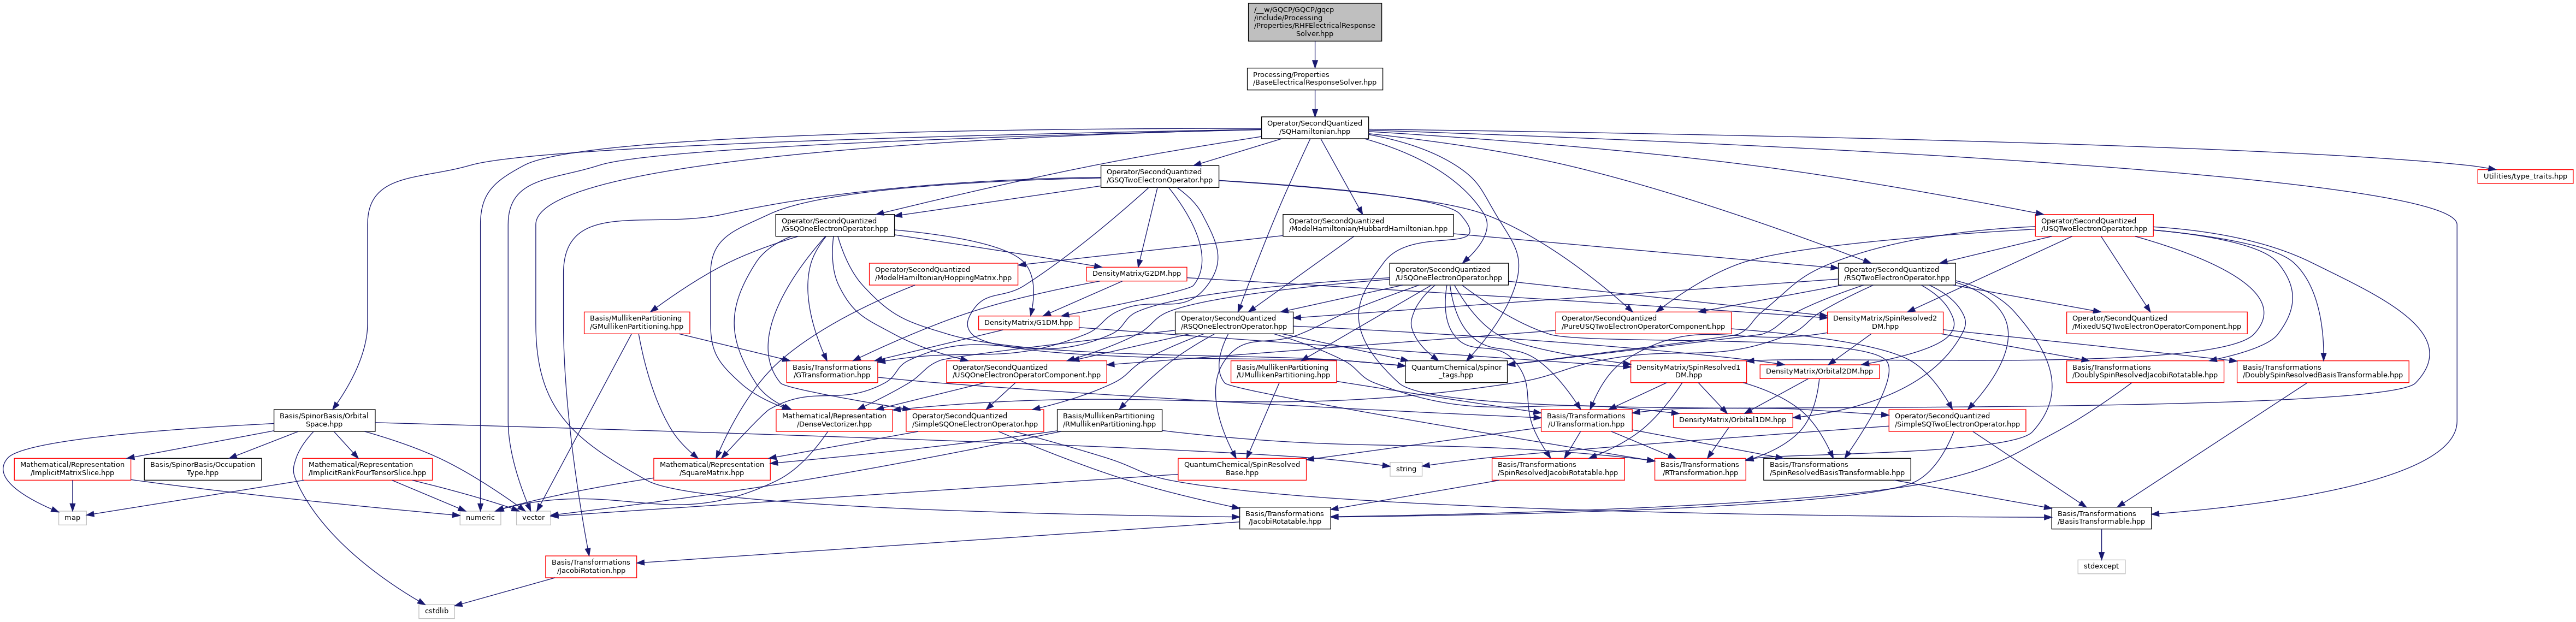 /__w/GQCP/GQCP/gqcp
/include/Processing
/Properties/RHFElectricalResponse
Solver.hpp
Processing/Properties
/BaseElectricalResponseSolver.hpp
Operator/SecondQuantized
/SQHamiltonian.hpp
Operator/SecondQuantized
/GSQTwoElectronOperator.hpp
Utilities/type_traits.hpp
Operator/SecondQuantized
/GSQOneElectronOperator.hpp
Operator/SecondQuantized
/ModelHamiltonian/HubbardHamiltonian.hpp
Operator/SecondQuantized
/USQTwoElectronOperator.hpp
Operator/SecondQuantized
/ModelHamiltonian/HoppingMatrix.hpp
DensityMatrix/G2DM.hpp
Operator/SecondQuantized
/USQOneElectronOperator.hpp
Operator/SecondQuantized
/RSQTwoElectronOperator.hpp
Basis/MullikenPartitioning
/GMullikenPartitioning.hpp
DensityMatrix/G1DM.hpp
Operator/SecondQuantized
/RSQOneElectronOperator.hpp
Operator/SecondQuantized
/PureUSQTwoElectronOperatorComponent.hpp
DensityMatrix/SpinResolved2
DM.hpp
Operator/SecondQuantized
/MixedUSQTwoElectronOperatorComponent.hpp
Basis/Transformations
/GTransformation.hpp
Operator/SecondQuantized
/USQOneElectronOperatorComponent.hpp
Basis/MullikenPartitioning
/UMullikenPartitioning.hpp
QuantumChemical/spinor
_tags.hpp
DensityMatrix/SpinResolved1
DM.hpp
DensityMatrix/Orbital2DM.hpp
Basis/Transformations
/DoublySpinResolvedJacobiRotatable.hpp
Basis/Transformations
/DoublySpinResolvedBasisTransformable.hpp
Basis/SpinorBasis/Orbital
Space.hpp
Mathematical/Representation
/DenseVectorizer.hpp
Operator/SecondQuantized
/SimpleSQOneElectronOperator.hpp
Basis/MullikenPartitioning
/RMullikenPartitioning.hpp
Basis/Transformations
/UTransformation.hpp
DensityMatrix/Orbital1DM.hpp
Operator/SecondQuantized
/SimpleSQTwoElectronOperator.hpp
Mathematical/Representation
/ImplicitMatrixSlice.hpp
Basis/SpinorBasis/Occupation
Type.hpp
Mathematical/Representation
/ImplicitRankFourTensorSlice.hpp
Mathematical/Representation
/SquareMatrix.hpp
string
QuantumChemical/SpinResolved
Base.hpp
Basis/Transformations
/SpinResolvedJacobiRotatable.hpp
Basis/Transformations
/RTransformation.hpp
Basis/Transformations
/SpinResolvedBasisTransformable.hpp
map
numeric
vector
Basis/Transformations
/JacobiRotatable.hpp
Basis/Transformations
/BasisTransformable.hpp
Basis/Transformations
/JacobiRotation.hpp
stdexcept
cstdlib